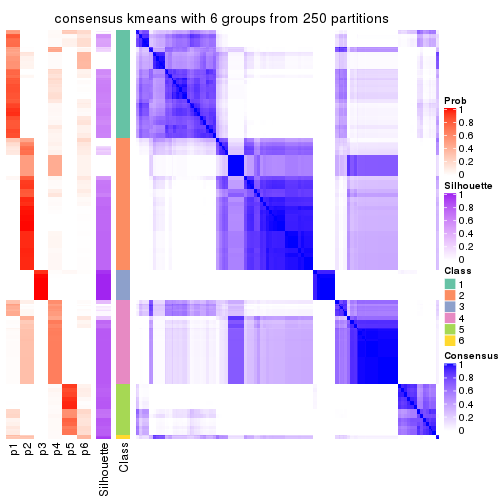 consensus kmeans with 6 groups from 250 partitions
Prob
1
0.8
0.6
0.4
0.2
0
Silhouette
1
0.8
0.6
0.4
0.2
0
Class
1
2
3
4
5
6
Consensus
1
0.8
0.6
0.4
0.2
0
p1
p2
p3
p4
p5
p6
Silhouette
Class